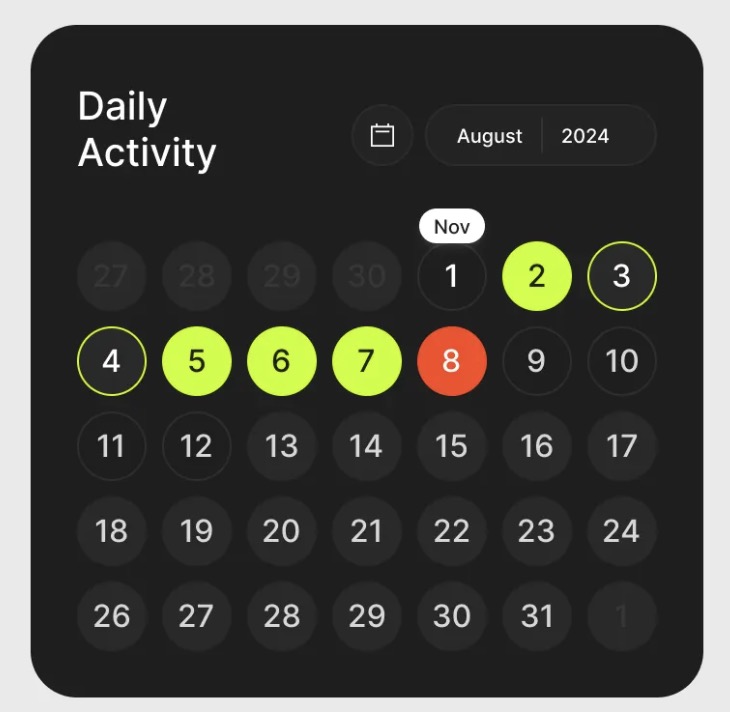 Daily
Activity
August 2024
Nov
27 28 29 30 1 2 3
4 5 6 7 8 9 10
11 12 13 14 15 16 17
18 19 20 21 22 23 24
26 27 28 29 30 31 1